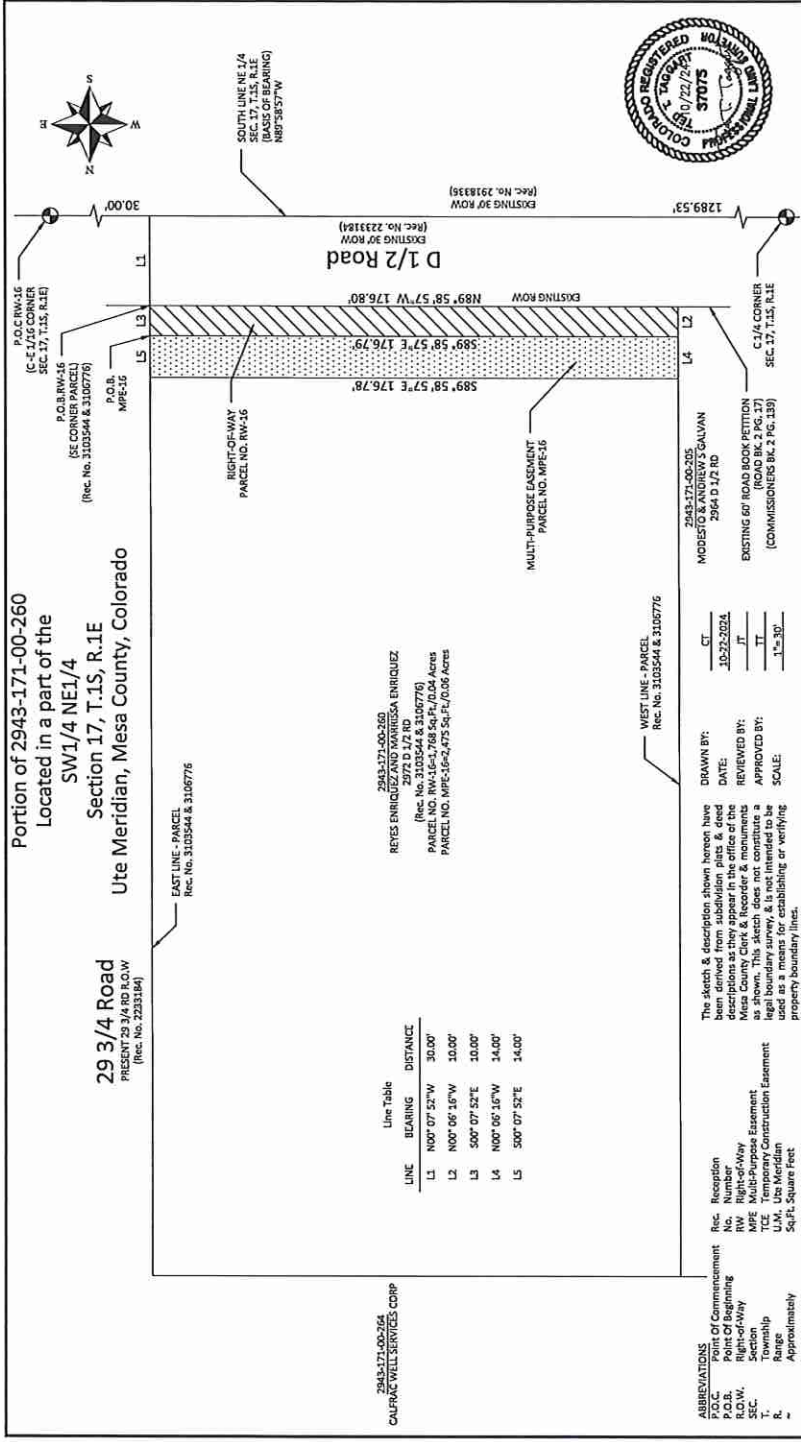 Portion of 2943-171-00-260
Located in a part of the
SW1/4 NE1/4
Section 17, T.1S, R.1E
Ute Meridian, Mesa County, Colorado
29 3/4 Road
PRESENT 29 3/4 RD R.O.W
(Rec. No. 2233184)
EAST LINE - PARCEL
Rec. No. 3103544 & 3106776
P.O.C RW-16
(C-E 1/16 CORNER
SEC. 17, T.1S, R.1E)
P.O.B. RW-16
(SE CORNER PARCEL)
(Rec. No. 3103544 & 3106776)
P.O.B.
MPE-16
30.00'
N
E
S
W
SOUTH LINE NE 1/4
SEC. 17, T.1S, R.1E
(BASIS OF BEARING)
N89°58'57"W
L1
L3
L5
RIGHT-OF-WAY
PARCEL NO. RW-16
S89° 58' 57" E 176.78'
S89° 58' 57" E 176.79'
N89° 58' 57" W 176.80'
EXISTING ROW
D 1/2 Road
EXISTING 30' ROW
(Rec. No. 2233184)
EXISTING 30' ROW
(Rec. No. 2918336)
1289.53'
MULTI-PURPOSE EASEMENT
PARCEL NO. MPE-16
L4
L2
2943-171-00-260
REYES ENRIQUEZ AND MARRISSA ENRIQUEZ
2972 D 1/2 RD
(Rec. No. 3103544 & 3106776)
PARCEL NO. RW-16=1,768 Sq.Ft./0.04 Acres
PARCEL NO. MPE-16=2,475 Sq.Ft./0.06 Acres
Line Table
LINE BEARING DISTANCE
L1 N00° 07' 52"W 30.00'
L2 N00° 06' 16"W 10.00'
L3 S00° 07' 52"E 10.00'
L4 N00° 06' 16"W 14.00'
L5 S00° 07' 52"E 14.00'
2943-171-00-264
CALFRAC WELL SERVICES CORP
WEST LINE - PARCEL
Rec. No. 3103544 & 3106776
2943-171-00-205
MODESTO & ANDREW S GALVAN
2964 D 1/2 RD
EXISTING 60' ROAD BOOK PETITION
(ROAD BK. 2 PG. 17)
(COMMISSIONERS BK. 2 PG. 139)
C 1/4 CORNER
SEC. 17, T.1S, R.1E
COLORADO REGISTERED
TED L. TAGGART
10/22/24
37075
PROFESSIONAL LAND SURVEYOR
ABBREVIATIONS
P.O.C. Point Of Commencement
P.O.B. Point Of Beginning
R.O.W. Right-of-Way
SEC. Section
T. Township
R. Range
~ Approximately
Rec. Reception
No. Number
RW Right-of-Way
MPE Multi-Purpose Easement
TCE Temporary Construction Easement
U.M. Ute Meridian
Sq.Ft. Square Feet
The sketch & description shown hereon have
been derived from subdivision plats & deed
descriptions as they appear in the office of the
Mesa County Clerk & Recorder & monuments
as shown. This sketch does not constitute a
legal boundary survey, & is not intended to be
used as a means for establishing or verifying
property boundary lines.
DRAWN BY: CT
DATE: 10-22-2024
REVIEWED BY: JT
APPROVED BY: TT
SCALE: 1"=30'